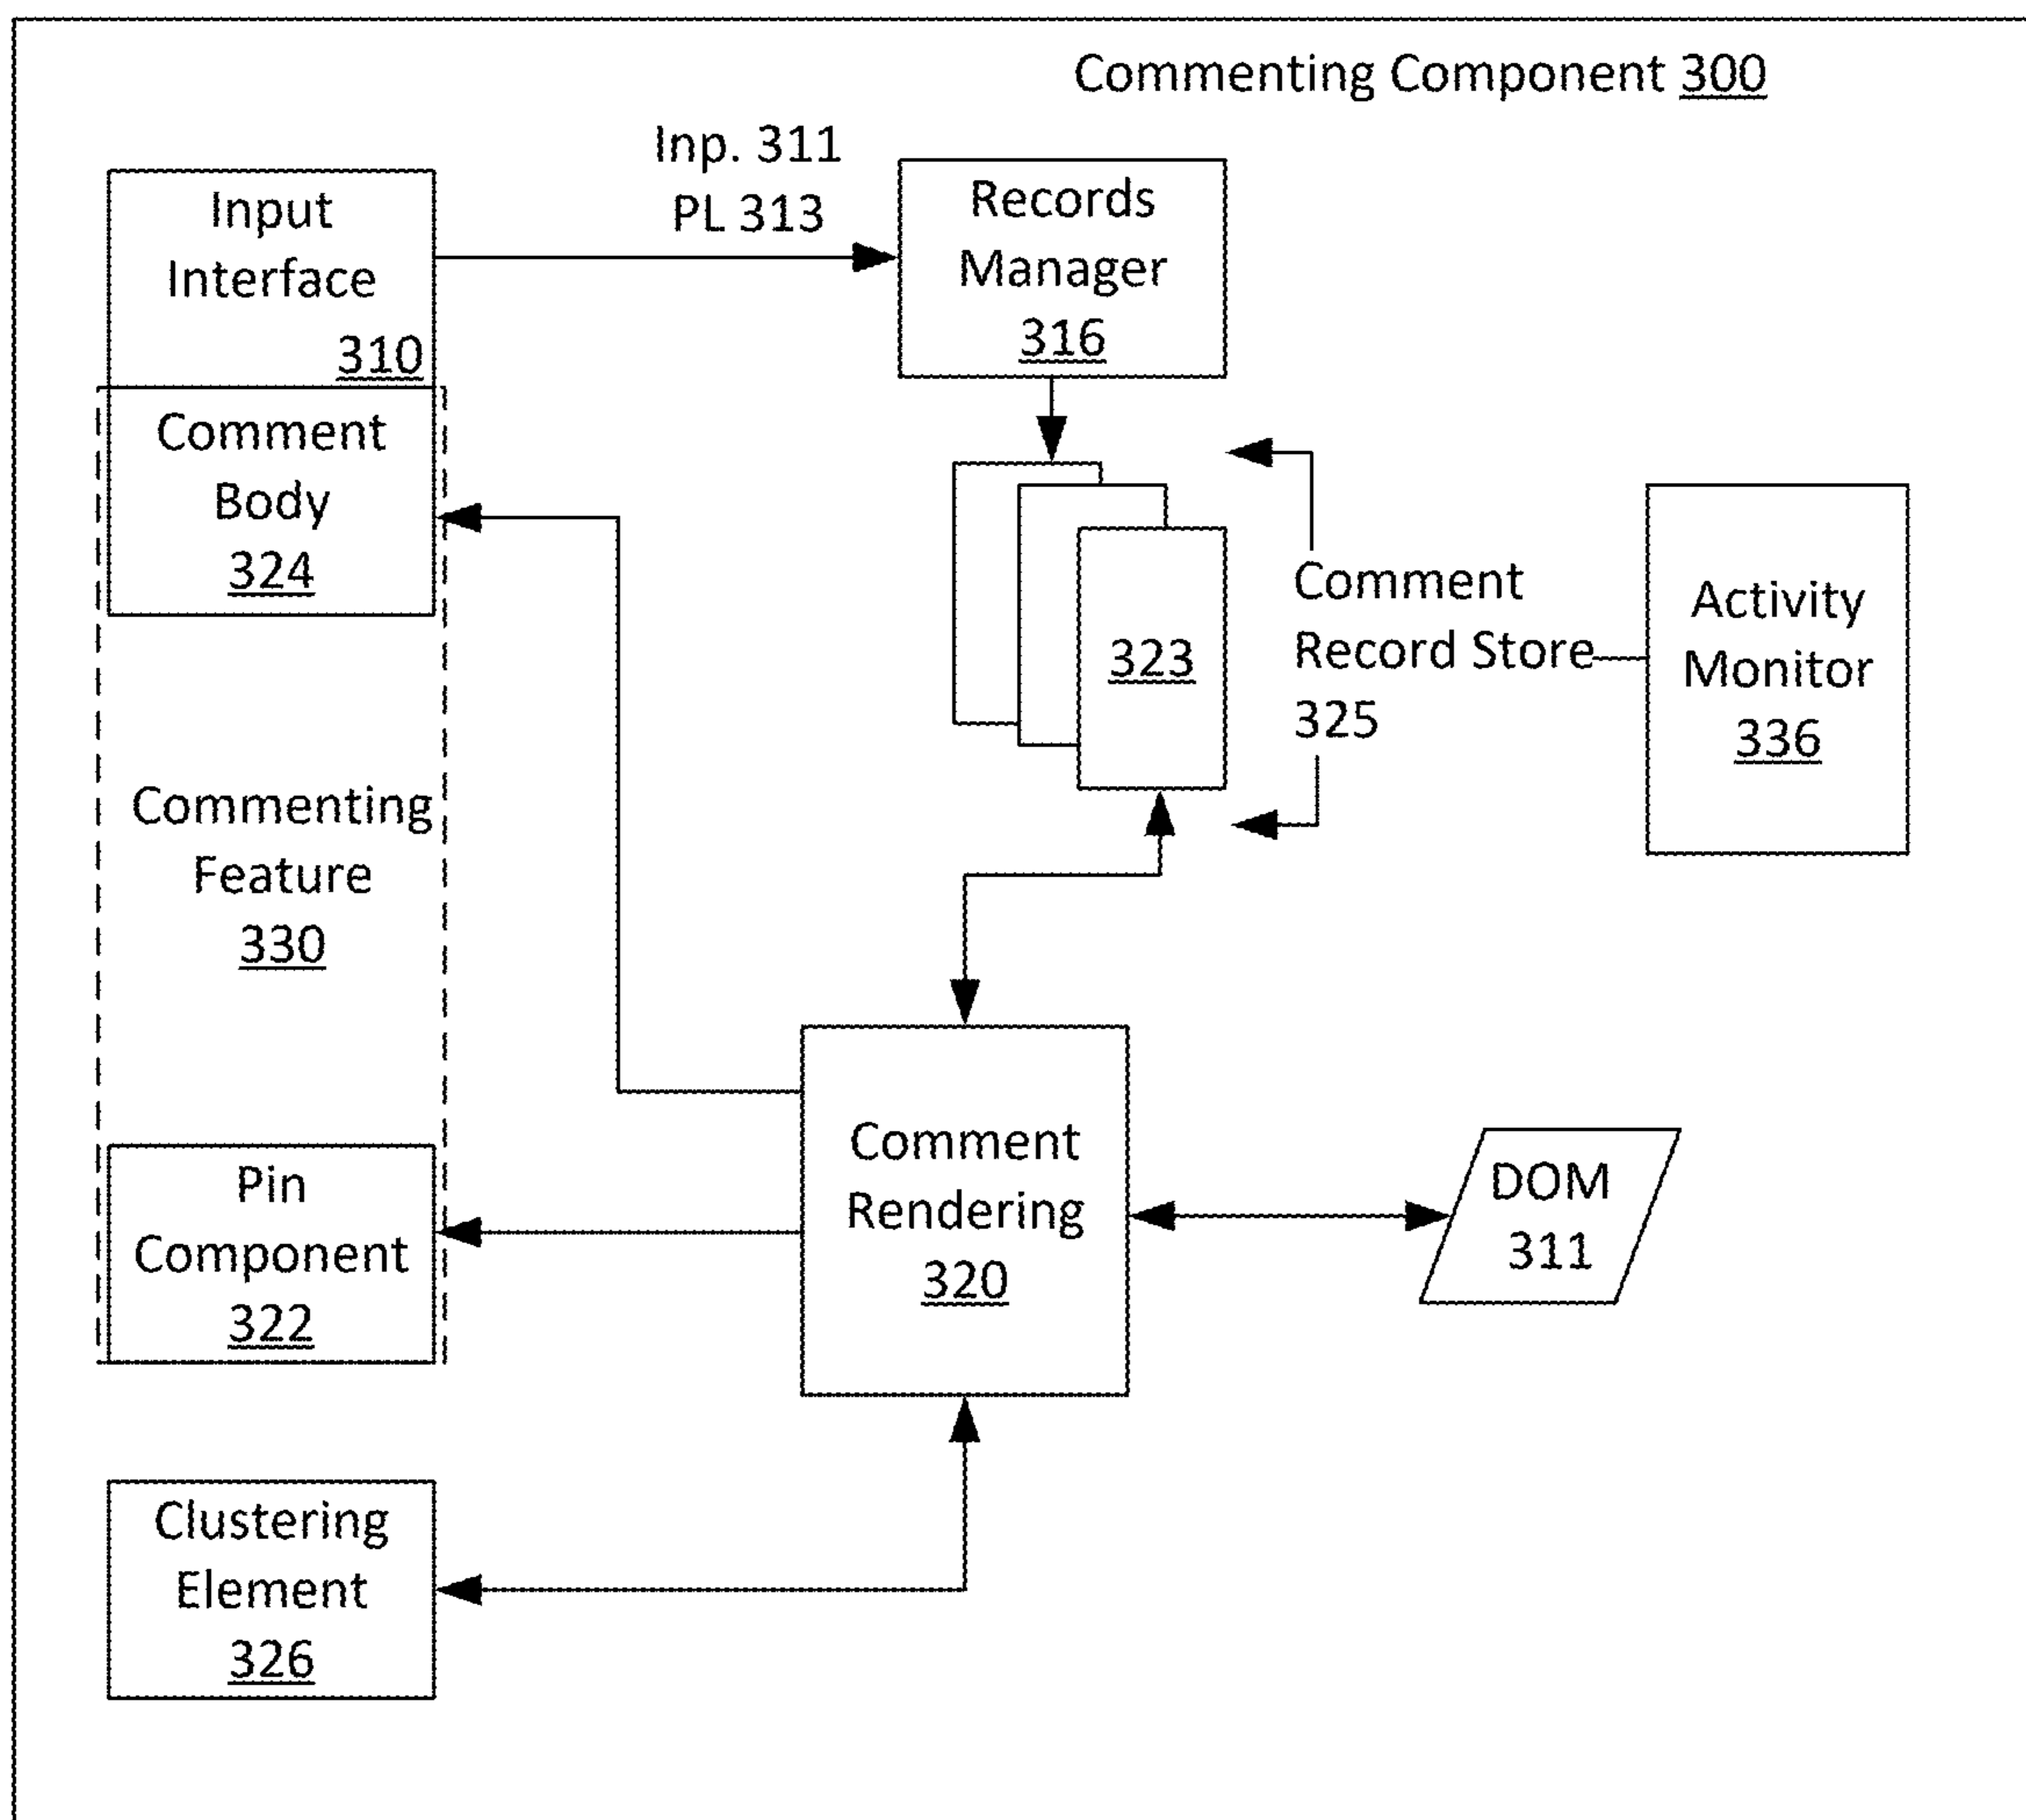 Commenting Component 300
Inp. 311
PL 313
Input
Interface
310
Records
Manager
316
Comment
Body
324
323
Comment
Record Store
325
Activity
Monitor
336
Commenting
Feature
330
Comment
Rendering
320
DOM
311
Pin
Component
322
Clustering
Element
326